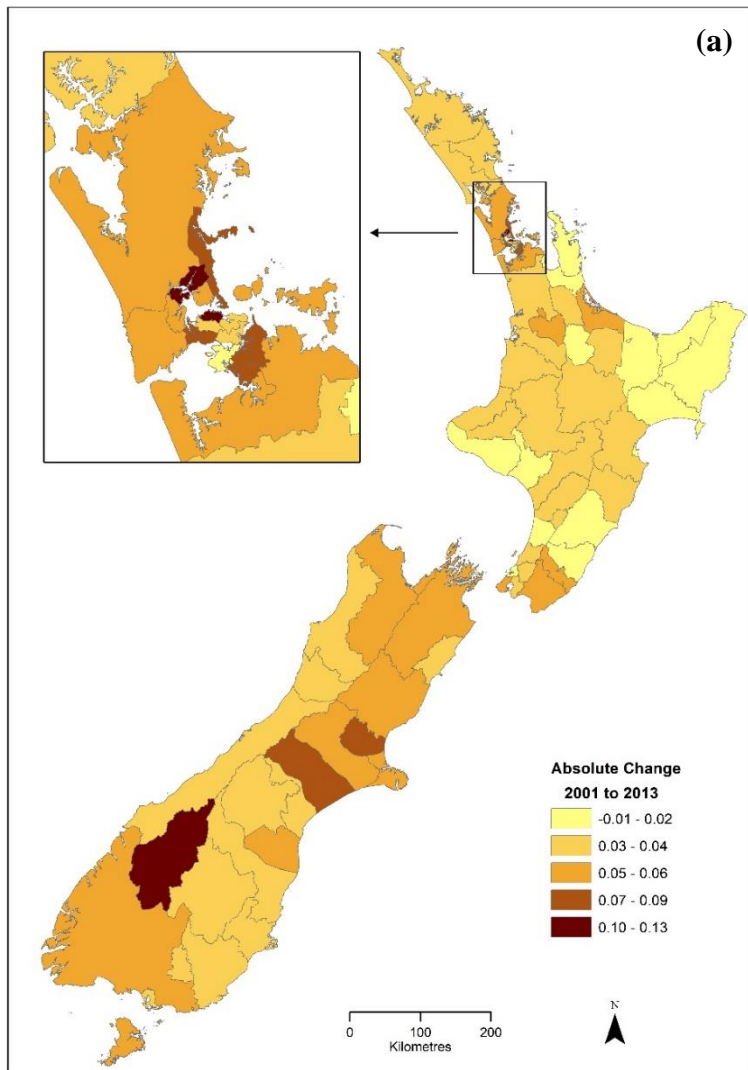 (a)
Absolute Change
2001 to 2013
-0.01 - 0.02
0.03 - 0.04
0.05 - 0.06
0.07 - 0.09
0.10 - 0.13
N
0 100 200
Kilometres